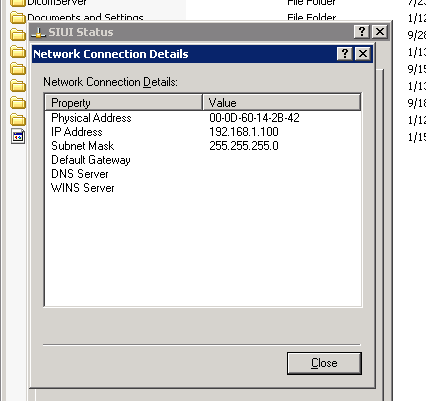 DicomServer File Folder 7/23
Documents and Settings File Folder 1/12
SIUI Status
9/28
Network Connection Details
1/13
Network Connection Details:
9/15
Property Value
1/13
Physical Address 00-0D-60-14-2B-42
9/18
IP Address 192.168.1.100
1/12
Subnet Mask 255.255.255.0
1/15
Default Gateway
DNS Server
WINS Server
Close